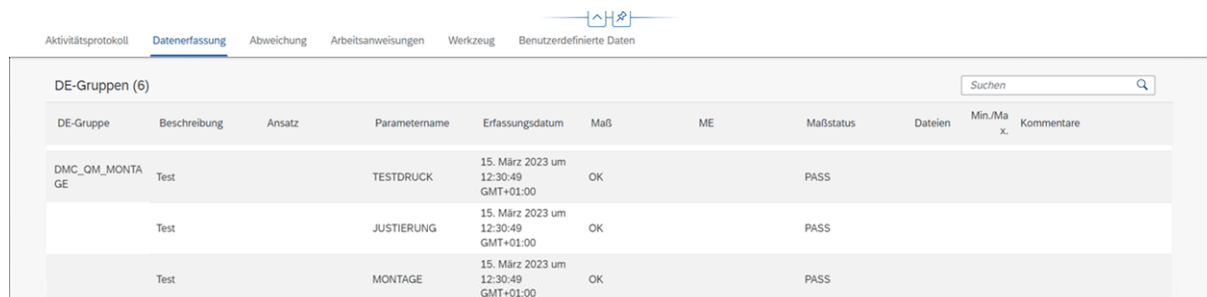 Aktivitätsprotokoll Datenerfassung Abweichung Arbeitsanweisungen Werkzeug Benutzerdefinierte Daten
DE-Gruppen (6) Suchen
DE-Gruppe Beschreibung Ansatz Parametername Erfassungsdatum Maß ME Maßstatus Dateien Min./Ma Kommentare
x.
15. März 2023 um
DMC_QM_MONTA Test TESTDRUCK 12:30:49 OK PASS
GE GMT+01:00
15. März 2023 um
Test JUSTIERUNG 12:30:49 OK PASS
GMT+01:00
15. März 2023 um
Test MONTAGE 12:30:49 OK PASS
GMT+01:00